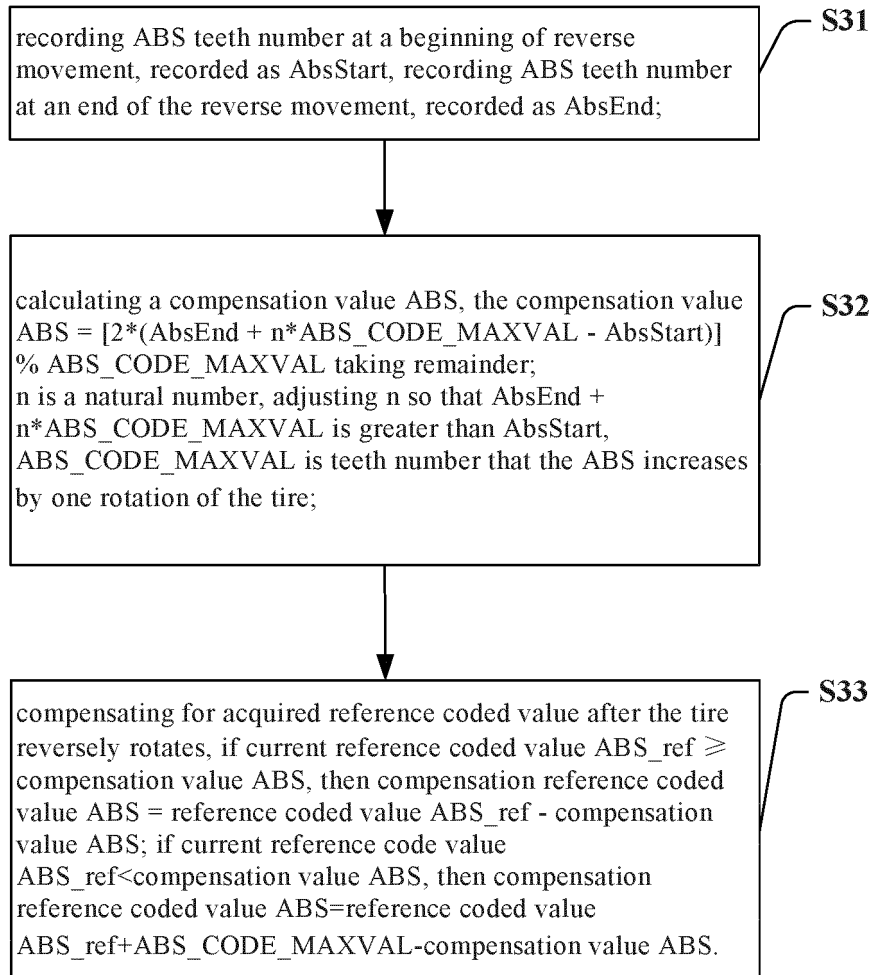 S31
recording ABS teeth number at a beginning of reverse
movement, recorded as AbsStart, recording ABS teeth number
at an end of the reverse movement, recorded as AbsEnd;
S32
calculating a compensation value ABS, the compensation value
ABS = [2*(AbsEnd + n*ABS_CODE_MAXVAL - AbsStart)]
% ABS_CODE_MAXVAL taking remainder;
n is a natural number, adjusting n so that AbsEnd +
n*ABS_CODE_MAXVAL is greater than AbsStart,
ABS_CODE_MAXVAL is teeth number that the ABS increases
by one rotation of the tire;
S33
compensating for acquired reference coded value after the tire
reversely rotates, if current reference coded value ABS_ref ≥
compensation value ABS, then compensation reference coded
value ABS = reference coded value ABS_ref - compensation
value ABS; if current reference code value
ABS_ref<compensation value ABS, then compensation
reference coded value ABS=reference coded value
ABS_ref+ABS_CODE_MAXVAL-compensation value ABS.